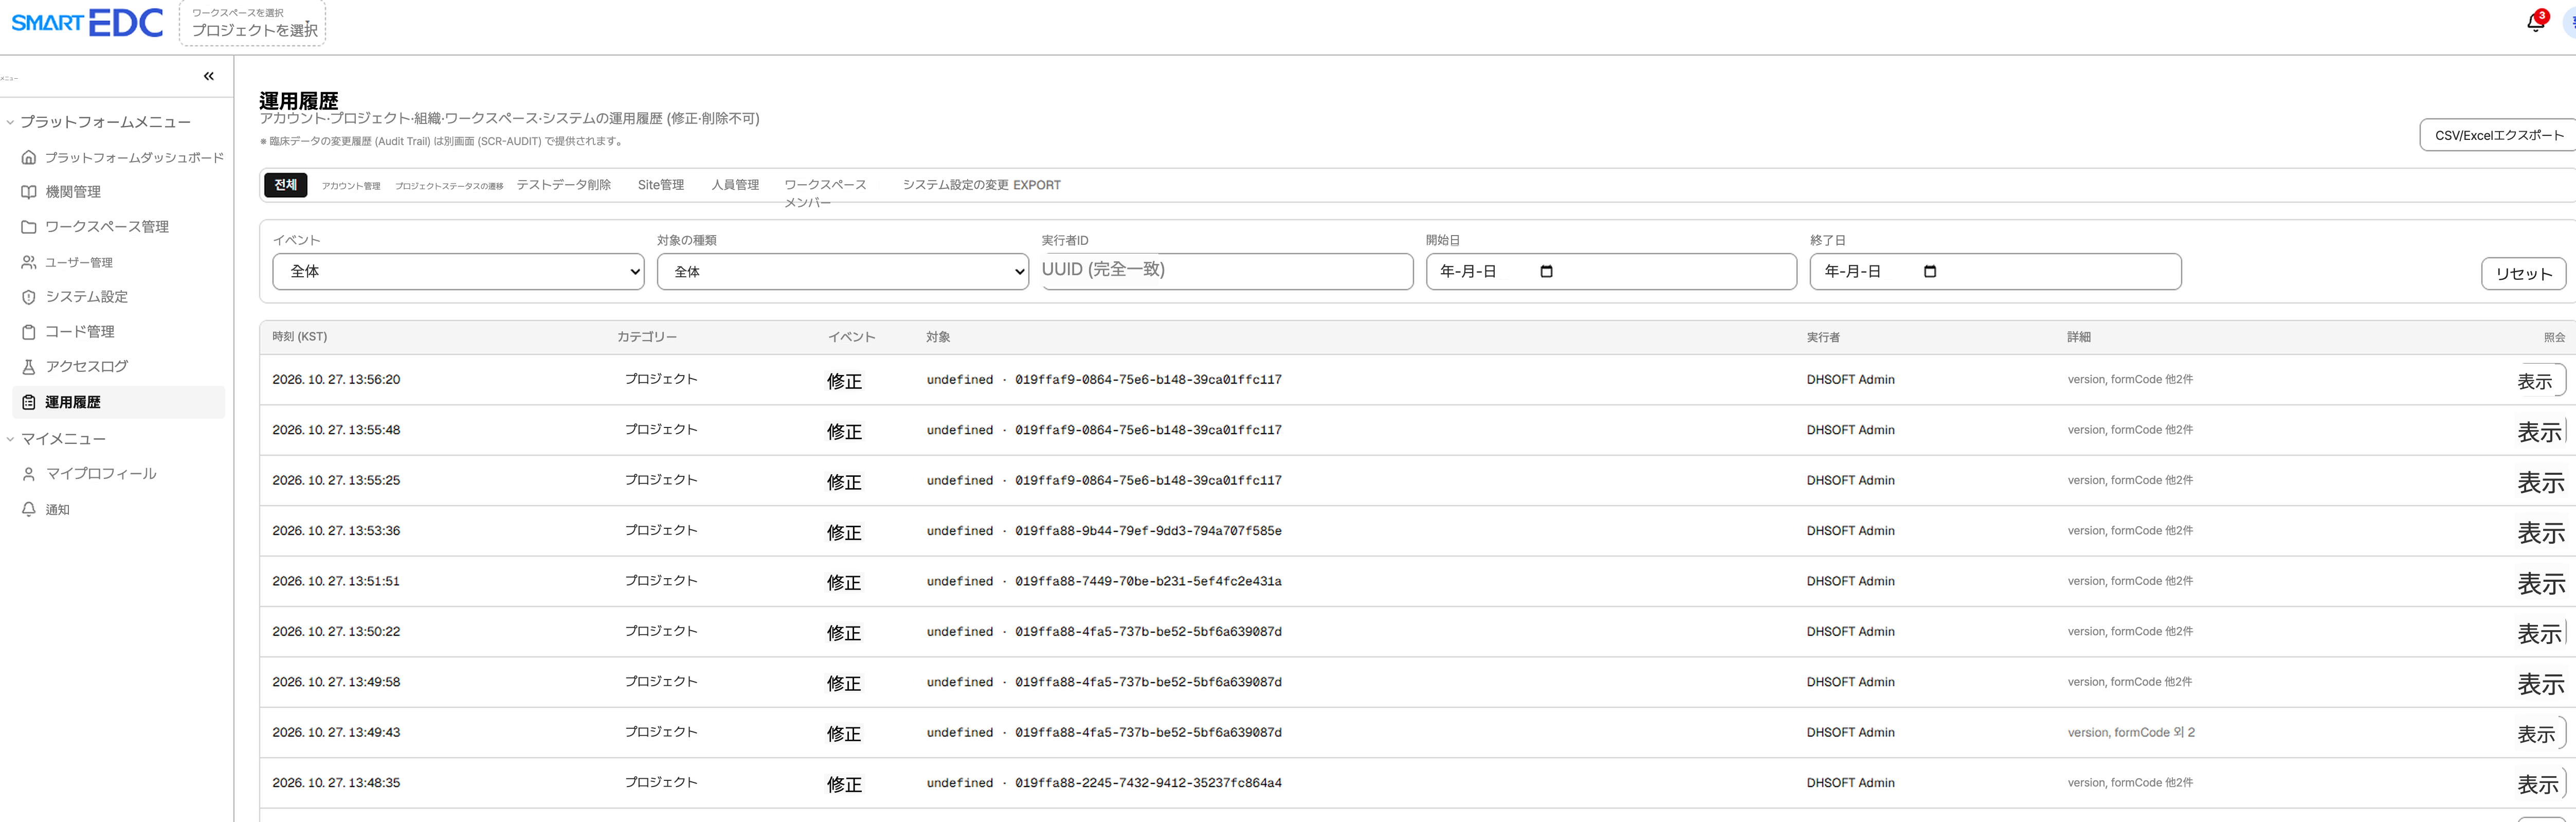 SMART EDC
ワークスペースを選択
プロジェクトを選択
3
メニュー
プラットフォームメニュー
プラットフォームダッシュボード
機関管理
ワークスペース管理
ユーザー管理
システム設定
コード管理
アクセスログ
運用履歴
マイメニュー
マイプロフィール
通知
運用履歴
アカウント·プロジェクト·組織·ワークスペース·システムの運用履歴 (修正·削除不可)
※ 臨床データの変更履歴 (Audit Trail) は別画面 (SCR-AUDIT) で提供されます。
CSV/Excelエクスポート
전체 アカウント管理 プロジェクトステータスの遷移 テストデータ削除 Site管理 人員管理 ワークスペースメンバー システム設定の変更 EXPORT
イベント 対象の種類 実行者ID 開始日 終了日
全体 全体 UUID (完全一致) 年-月-日 年-月-日 リセット
時刻 (KST) カテゴリー イベント 対象 実行者 詳細 照会
2026. 10. 27. 13:56:20 プロジェクト 修正 undefined · 019ffaf9-0864-75e6-b148-39ca01ffc117 DHSOFT Admin version, formCode 他2件 表示
2026. 10. 27. 13:55:48 プロジェクト 修正 undefined · 019ffaf9-0864-75e6-b148-39ca01ffc117 DHSOFT Admin version, formCode 他2件 表示
2026. 10. 27. 13:55:25 プロジェクト 修正 undefined · 019ffaf9-0864-75e6-b148-39ca01ffc117 DHSOFT Admin version, formCode 他2件 表示
2026. 10. 27. 13:53:36 プロジェクト 修正 undefined · 019ffa88-9b44-79ef-9dd3-794a707f585e DHSOFT Admin version, formCode 他2件 表示
2026. 10. 27. 13:51:51 プロジェクト 修正 undefined · 019ffa88-7449-70be-b231-5ef4fc2e431a DHSOFT Admin version, formCode 他2件 表示
2026. 10. 27. 13:50:22 プロジェクト 修正 undefined · 019ffa88-4fa5-737b-be52-5bf6a639087d DHSOFT Admin version, formCode 他2件 表示
2026. 10. 27. 13:49:58 プロジェクト 修正 undefined · 019ffa88-4fa5-737b-be52-5bf6a639087d DHSOFT Admin version, formCode 他2件 表示
2026. 10. 27. 13:49:43 プロジェクト 修正 undefined · 019ffa88-4fa5-737b-be52-5bf6a639087d DHSOFT Admin version, formCode 외 2 表示
2026. 10. 27. 13:48:35 プロジェクト 修正 undefined · 019ffa88-2245-7432-9412-35237fc864a4 DHSOFT Admin version, formCode 他2件 表示